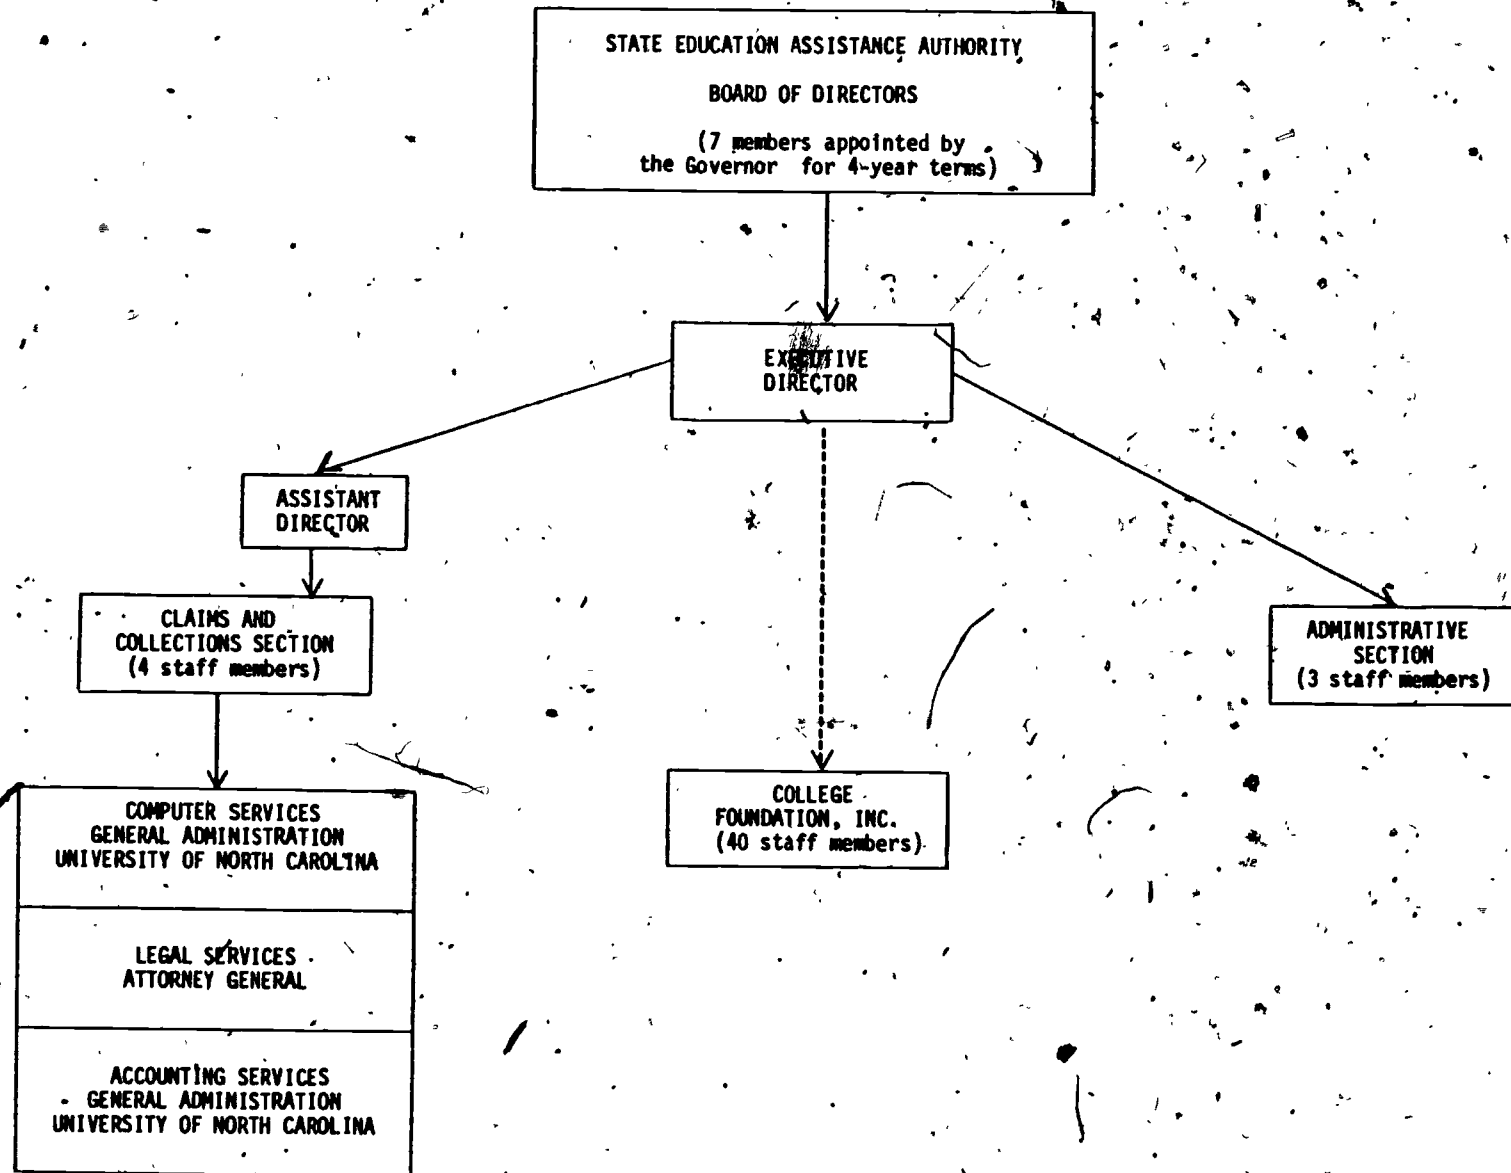 STATE EDUCATION ASSISTANCE AUTHORITY
BOARD OF DIRECTORS
(7 members appointed by
the Governor for 4-year terms)
EXECUTIVE
DIRECTOR
ASSISTANT
DIRECTOR
CLAIMS AND
COLLECTIONS SECTION
(4 staff members)
ADMINISTRATIVE
SECTION
(3 staff members)
COMPUTER SERVICES
GENERAL ADMINISTRATION
UNIVERSITY OF NORTH CAROLINA
COLLEGE
FOUNDATION, INC.
(40 staff members)
LEGAL SERVICES
ATTORNEY GENERAL
ACCOUNTING SERVICES
GENERAL ADMINISTRATION
UNIVERSITY OF NORTH CAROLINA